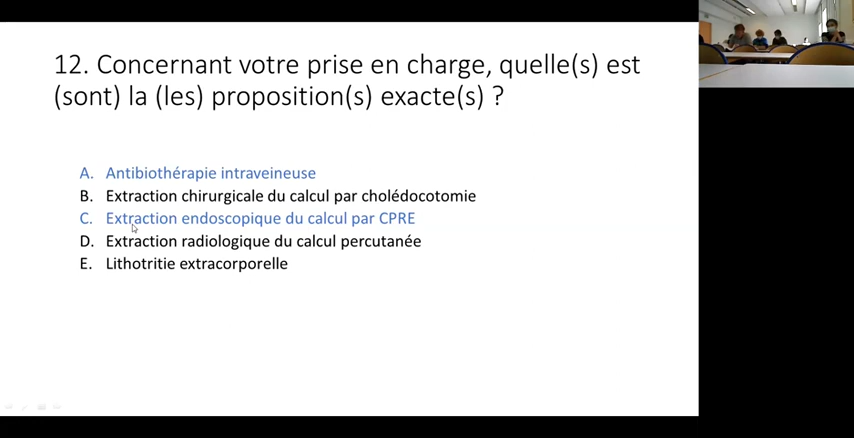 12. Concernant votre prise en charge, quelle(s) est
(sont) la (les) proposition(s) exacte(s) ?
A. Antibiothérapie intraveineuse
B. Extraction chirurgicale du calcul par cholédocotomie
C. Extraction endoscopique du calcul par CPRE
D. Extraction radiologique du calcul percutanée
E. Lithotritie extracorporelle